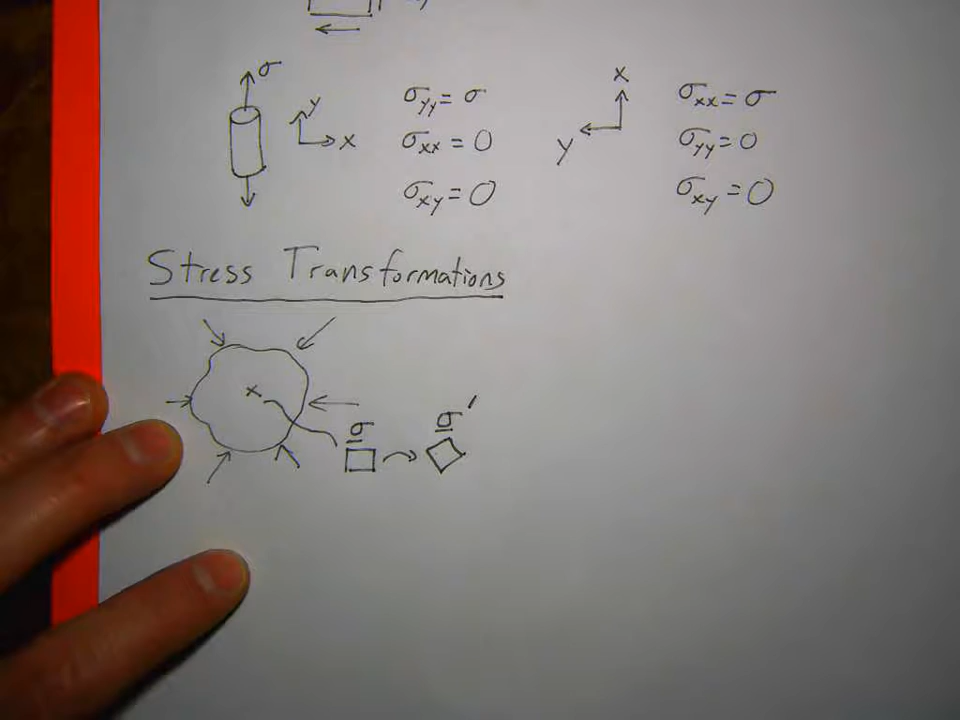 σ
y
x
σyy = σ
σxx = 0
σxy = 0
x
y
σxx = σ
σyy = 0
σxy = 0
Stress Transformations
x
σ
σ'